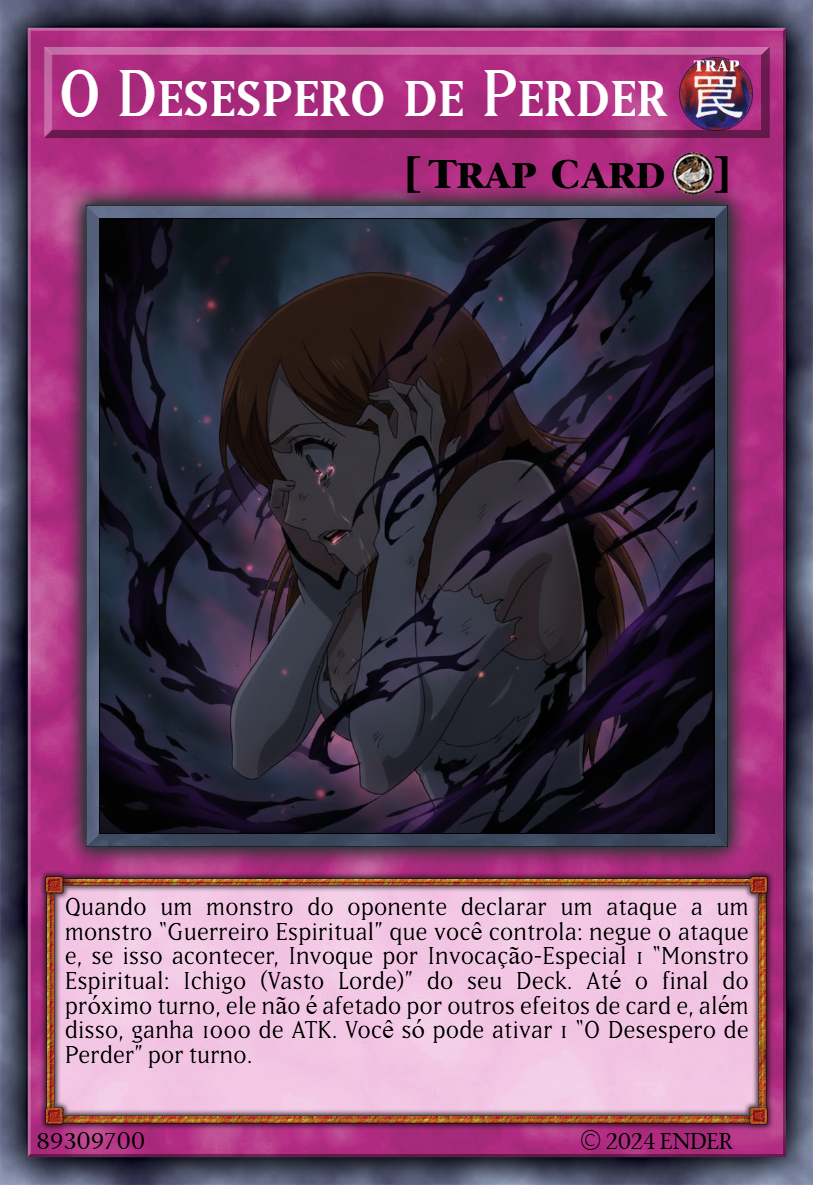 O Desespero de Perder
TRAP
罠
[ Trap Card ]
Quando um monstro do oponente declarar um ataque a um
monstro "Guerreiro Espiritual" que você controla: negue o ataque
e, se isso acontecer, Invoque por Invocação-Especial 1 "Monstro
Espiritual: Ichigo (Vasto Lorde)" do seu Deck. Até o final do
próximo turno, ele não é afetado por outros efeitos de card e, além
disso, ganha 1000 de ATK. Você só pode ativar 1 "O Desespero de
Perder" por turno.
89309700
© 2024 ENDER